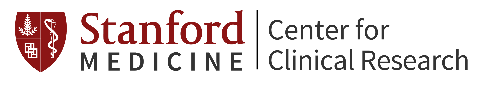 Stanford
MEDICINE
Center for
Clinical Research